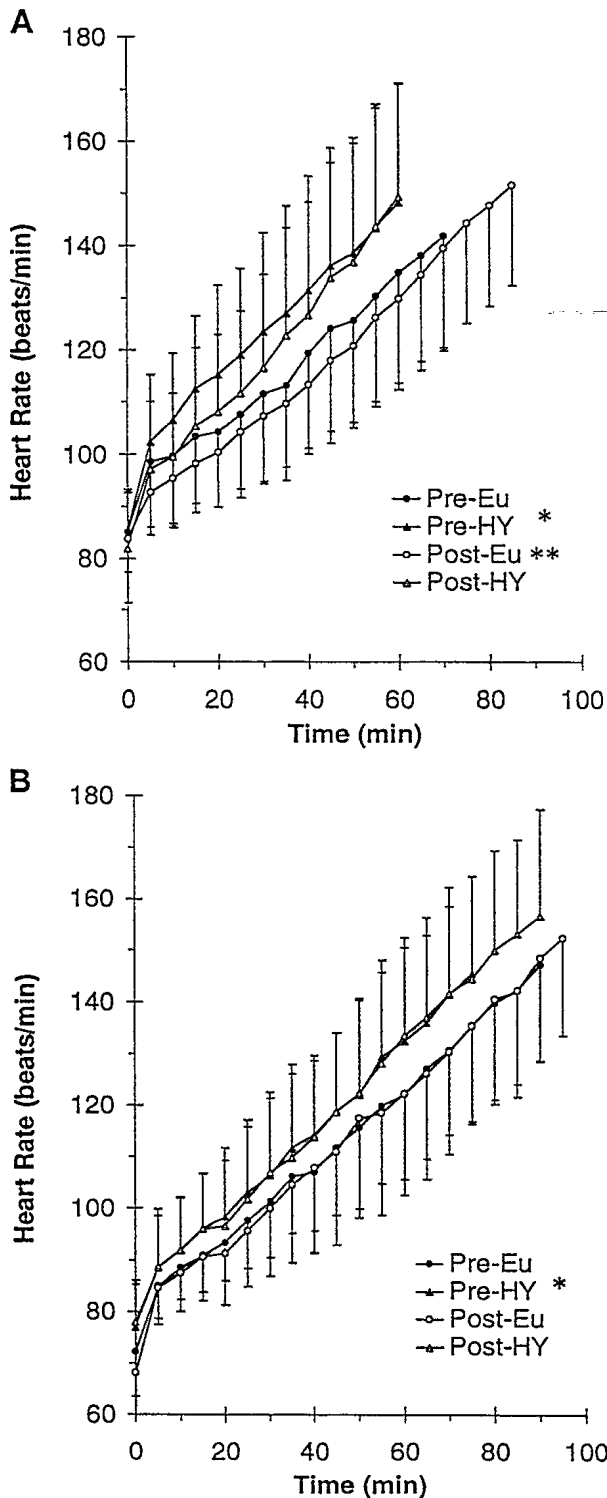 A
180
160
140
120
100
80
60
Heart Rate (beats/min)
Pre-Eu
Pre-HY *
Post-Eu **
Post-HY
0 20 40 60 80 100
Time (min)
B
180
160
140
120
100
80
60
Heart Rate (beats/min)
Pre-Eu
Pre-HY *
Post-Eu
Post-HY
0 20 40 60 80 100
Time (min)